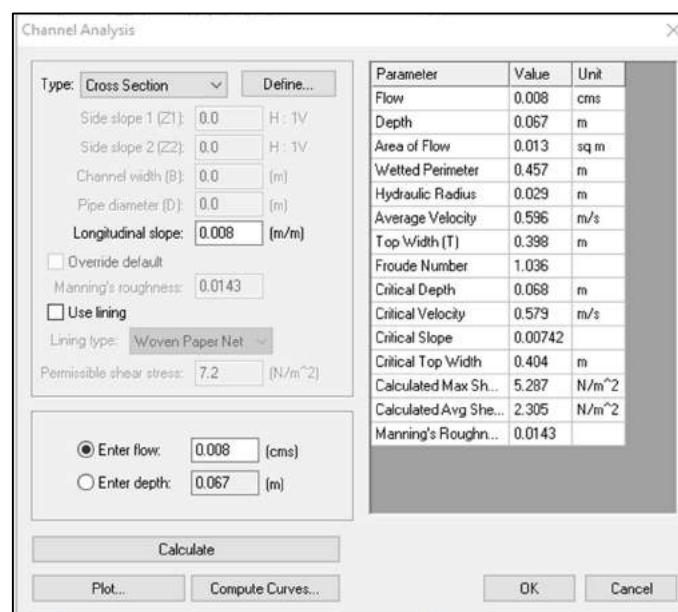 Channel Analysis
Type: Cross Section Define...
Side slope 1 (Z1): 0.0 H : 1V
Side slope 2 (Z2): 0.0 H : 1V
Channel width (B): 0.0 (m)
Pipe diameter (D): 0.0 (m)
Longitudinal slope: 0.008 (m/m)
Override default
Manning's roughness: 0.0143
Use lining
Lining type: Woven Paper Net
Permissible shear stress: 7.2 (N/m^2)
Enter flow: 0.008 (cms)
Enter depth: 0.067 (m)
Calculate
Plot... Compute Curves...
Parameter Value Unit
Flow 0.008 cms
Depth 0.067 m
Area of Flow 0.013 sq m
Wetted Perimeter 0.457 m
Hydraulic Radius 0.029 m
Average Velocity 0.596 m/s
Top Width (T) 0.398 m
Froude Number 1.036
Critical Depth 0.068 m
Critical Velocity 0.579 m/s
Critical Slope 0.00742
Critical Top Width 0.404 m
Calculated Max Sh... 5.287 N/m^2
Calculated Avg She... 2.305 N/m^2
Manning's Roughn... 0.0143
OK Cancel